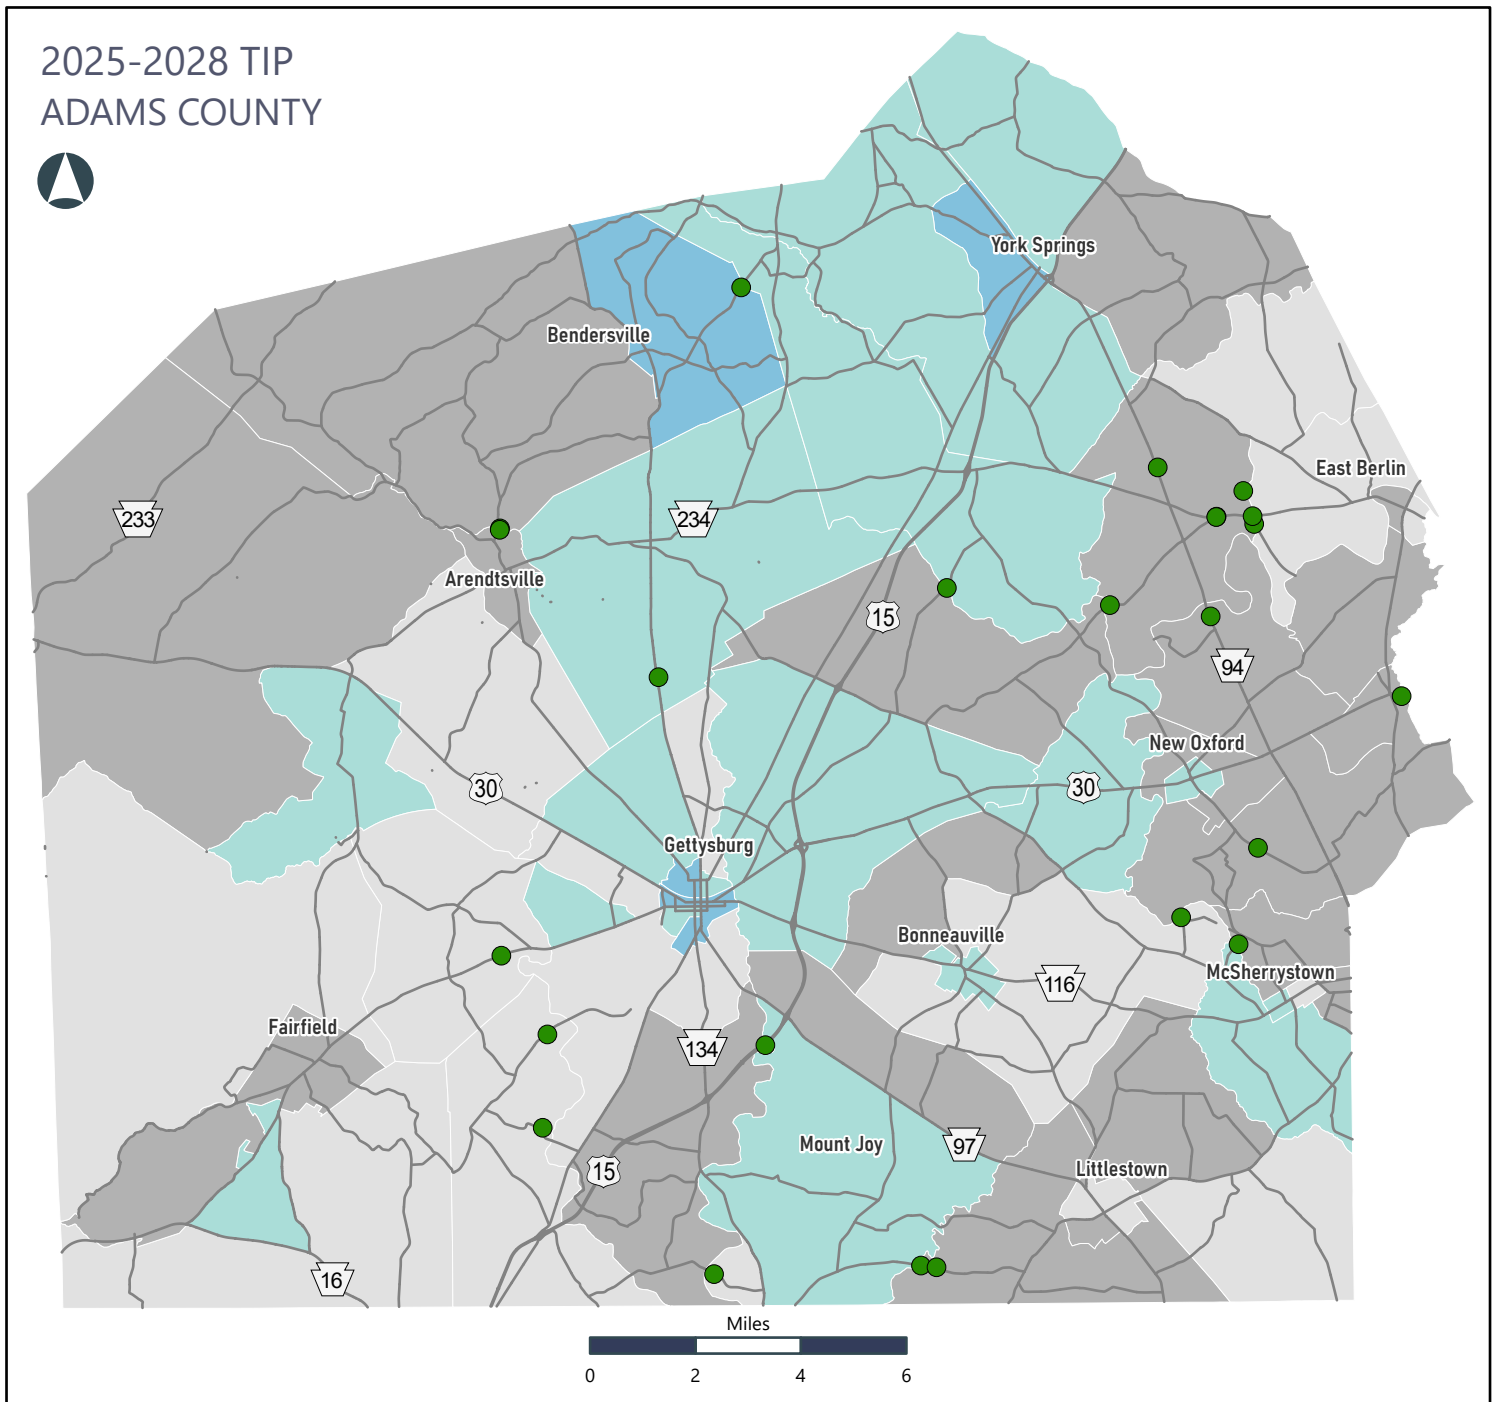 2025-2028 TIP
ADAMS COUNTY
York Springs
Bendersville
East Berlin
233
234
Arendtsville
15
94
New Oxford
30
30
Gettysburg
Bonneauville
McSherrystown
116
Fairfield
134
Mount Joy
97
15
Littlestown
16
Miles
0 2 4 6